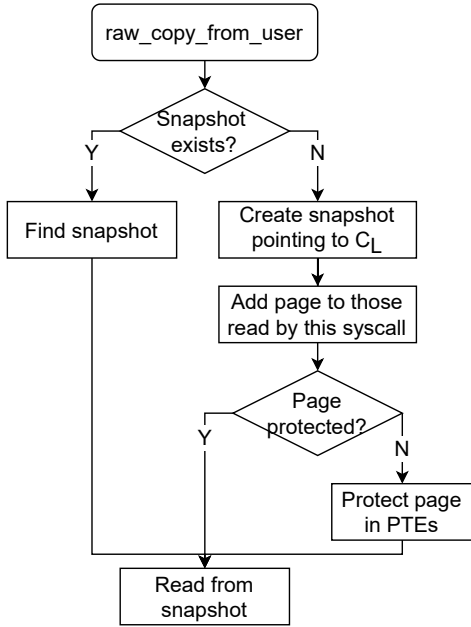 raw_copy_from_user
Snapshot
exists?
Y
N
Find snapshot
Create snapshot
pointing to CL
Add page to those
read by this syscall
Page
protected?
Y
N
Protect page
in PTEs
Read from
snapshot